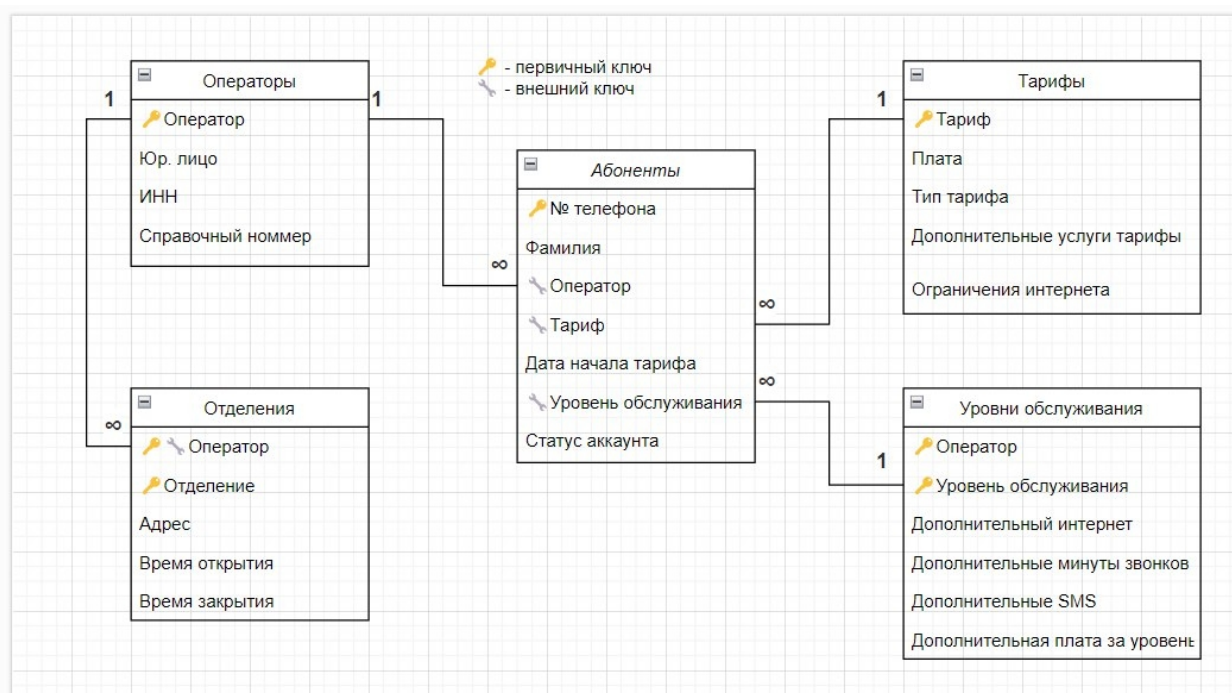 Операторы
1
1
Оператор
Юр. лицо
ИНН
Справочныйноммер
- первичный ключ
- внешний ключ
Абоненты
№ телефона
Фамилия
∞
Оператор
Тариф
∞
Дата начала тарифа
∞
Уровень обслуживания
Статус аккаунта
Тарифы
1
Тариф
Плата
Тип тарифа
Дополнительные услуги тарифы
Ограничения интернета
Отделения
∞
Оператор
Отделение
Адрес
Время открытия
Время закрытия
Уровни обслуживания
Оператор
1
Уровень обслуживания
Дополнительный интернет
Дополнительные минуты звонков
Дополнительные SMS
Дополнительная плата за уровень